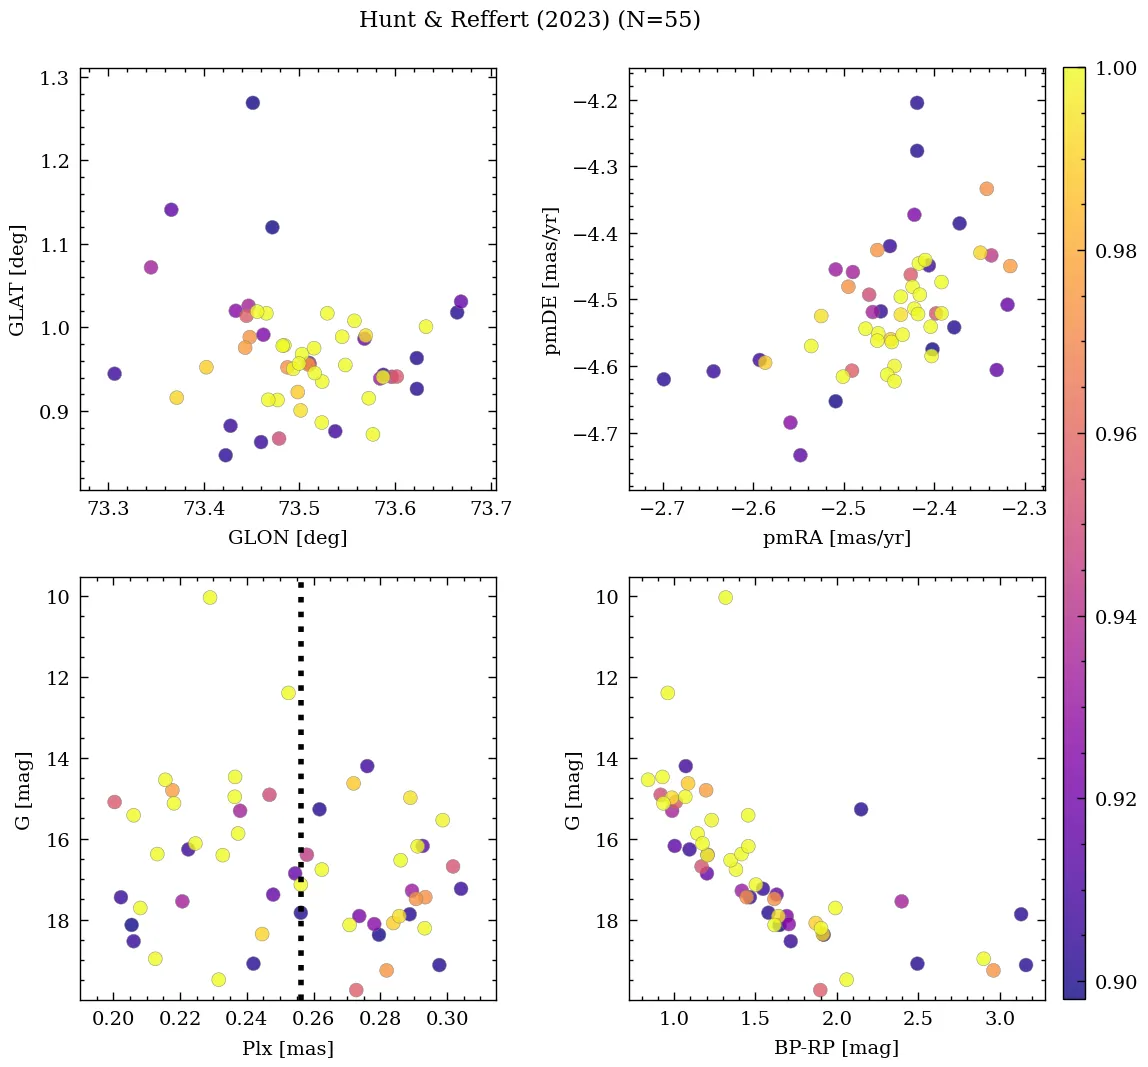 Hunt & Reffert (2023) (N=55)
1.3
1.2
1.1
1.0
0.9
GLAT [deg]
73.3 73.4 73.5 73.6 73.7
GLON [deg]
−4.2
−4.3
−4.4
−4.5
−4.6
−4.7
pmDE [mas/yr]
−2.7 −2.6 −2.5 −2.4 −2.3
pmRA [mas/yr]
10
12
14
16
18
G [mag]
0.20 0.22 0.24 0.26 0.28 0.30
Plx [mas]
10
12
14
16
18
G [mag]
1.0 1.5 2.0 2.5 3.0
BP-RP [mag]
1.00
0.98
0.96
0.94
0.92
0.90